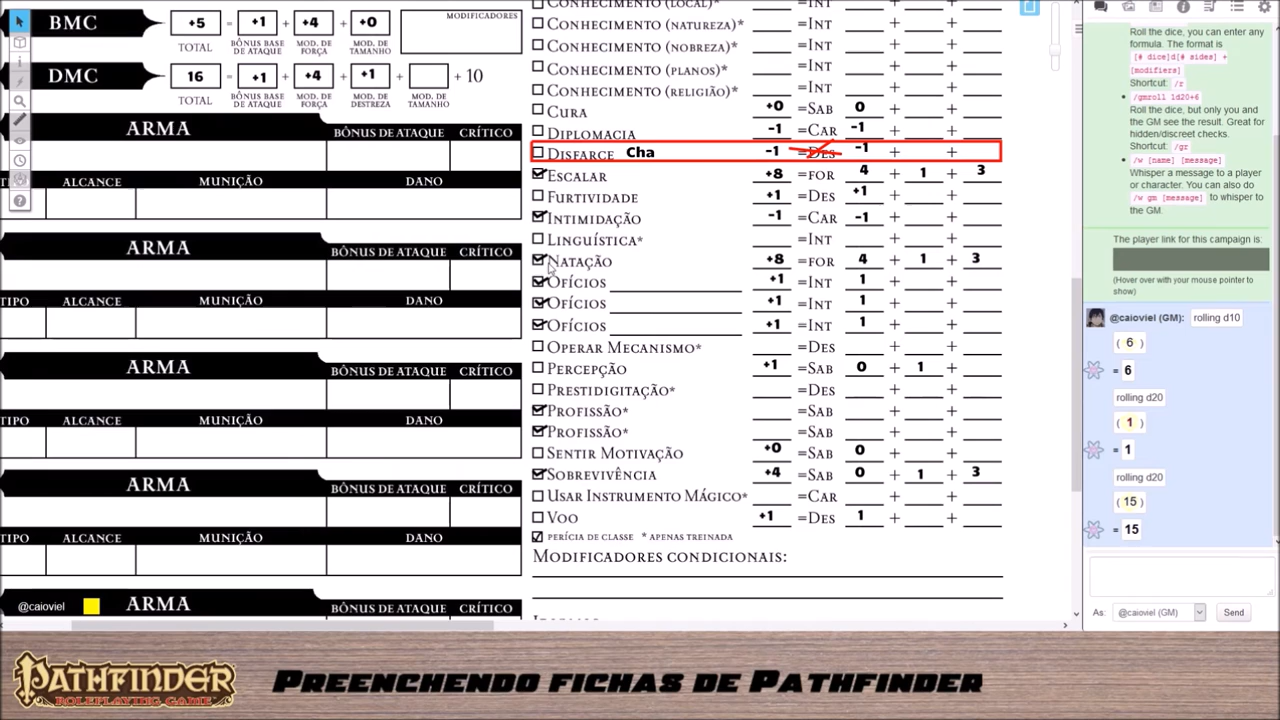 BMC +5 = +1 + +4 + +0
MODIFICADORES
TOTAL BÔNUS BASE DE ATAQUE MOD. DE FORÇA MOD. DE TAMANHO
DMC 16 = +1 + +4 + +1 + + 10
TOTAL BÔNUS BASE DE ATAQUE MOD. DE FORÇA MOD. DE DESTREZA MOD. DE TAMANHO
ARMA BÔNUS DE ATAQUE CRÍTICO
ALCANCE MUNIÇÃO DANO
ARMA BÔNUS DE ATAQUE CRÍTICO
TIPO ALCANCE MUNIÇÃO DANO
ARMA BÔNUS DE ATAQUE CRÍTICO
TIPO ALCANCE MUNIÇÃO DANO
ARMA BÔNUS DE ATAQUE CRÍTICO
TIPO ALCANCE MUNIÇÃO DANO
ARMA BÔNUS DE ATAQUE CRÍTICO
@caioviel
CONHECIMENTO (LOCAL)* =INT + +
CONHECIMENTO (NATUREZA)* =INT + +
CONHECIMENTO (NOBREZA)* =INT + +
CONHECIMENTO (PLANOS)* =INT + +
CONHECIMENTO (RELIGIÃO)* =INT + +
CURA +0 =SAB 0 + +
DIPLOMACIA -1 =CAR -1 + +
DISFARCE Cha -1 =DES -1 + +
ESCALAR +8 =FOR 4 + 1 + 3
FURTIVIDADE +1 =DES +1 + +
INTIMIDAÇÃO -1 =CAR -1 + +
LINGUÍSTICA* =INT + +
NATAÇÃO +8 =FOR 4 + 1 + 3
OFÍCIOS +1 =INT 1 + +
OFÍCIOS +1 =INT 1 + +
OFÍCIOS +1 =INT 1 + +
OPERAR MECANISMO* =DES + +
PERCEPÇÃO +1 =SAB 0 + 1 +
PRESTIDIGITAÇÃO* =DES + +
PROFISSÃO* =SAB + +
PROFISSÃO* =SAB + +
SENTIR MOTIVAÇÃO +0 =SAB 0 + +
SOBREVIVÊNCIA +4 =SAB 0 + 1 + 3
USAR INSTRUMENTO MÁGICO* =CAR + +
VOO +1 =DES 1 + +
PERÍCIA DE CLASSE * APENAS TREINADA
MODIFICADORES CONDICIONAIS:
Roll the dice, you can enter any
formula. The format is
[# dice]d[# sides] +
[modifiers]
Shortcut: /r
• /gmroll 1d20+6
Roll the dice, but only you and
the GM see the result. Great for
hidden/discreet checks.
Shortcut: /gr
• /w [name] [message]
Whisper a message to a player
or character. You can also do
/w gm [message] to whisper to
the GM.
The player link for this campaign is:
(Hover over with your mouse pointer to
show)
@caioviel (GM): rolling d10
( 6 )
= 6
rolling d20
( 1 )
= 1
rolling d20
( 15 )
= 15
As: @caioviel (GM) Send
PATHFINDER
ROLEPLAYING GAME
PREENCHENDO FICHAS DE PATHFINDER